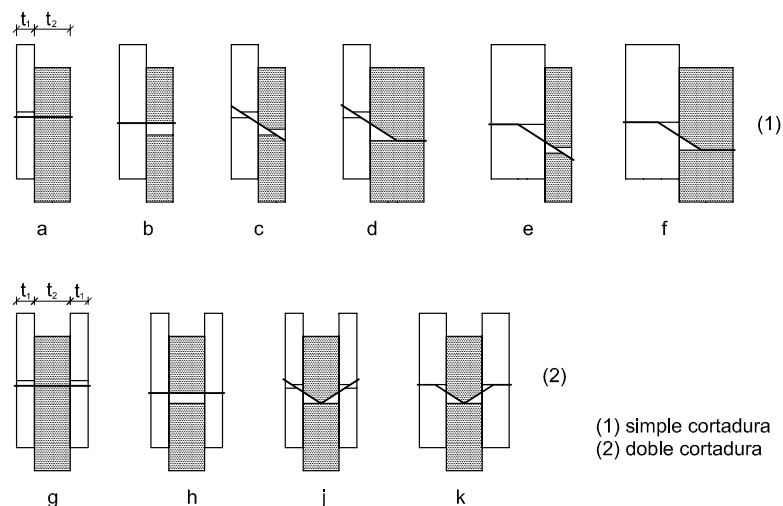 t₁ t₂
(1)
a b c d e f
t₁ t₂ t₁
(2)
g h j k
(1) simple cortadura
(2) doble cortadura